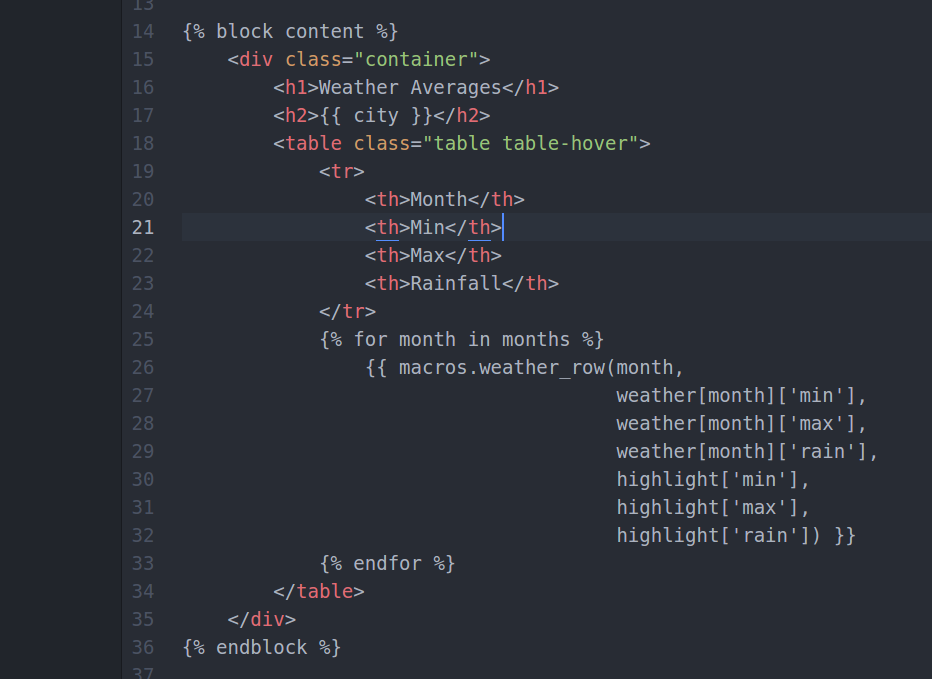 13
14 {% block content %}
15     <div class="container">
16         <h1>Weather Averages</h1>
17         <h2>{{ city }}</h2>
18         <table class="table table-hover">
19             <tr>
20                 <th>Month</th>
21                 <th>Min</th>
22                 <th>Max</th>
23                 <th>Rainfall</th>
24             </tr>
25             {% for month in months %}
26                 {{ macros.weather_row(month,
27                                       weather[month]['min'],
28                                       weather[month]['max'],
29                                       weather[month]['rain'],
30                                       highlight['min'],
31                                       highlight['max'],
32                                       highlight['rain']) }}
33             {% endfor %}
34         </table>
35     </div>
36 {% endblock %}
37